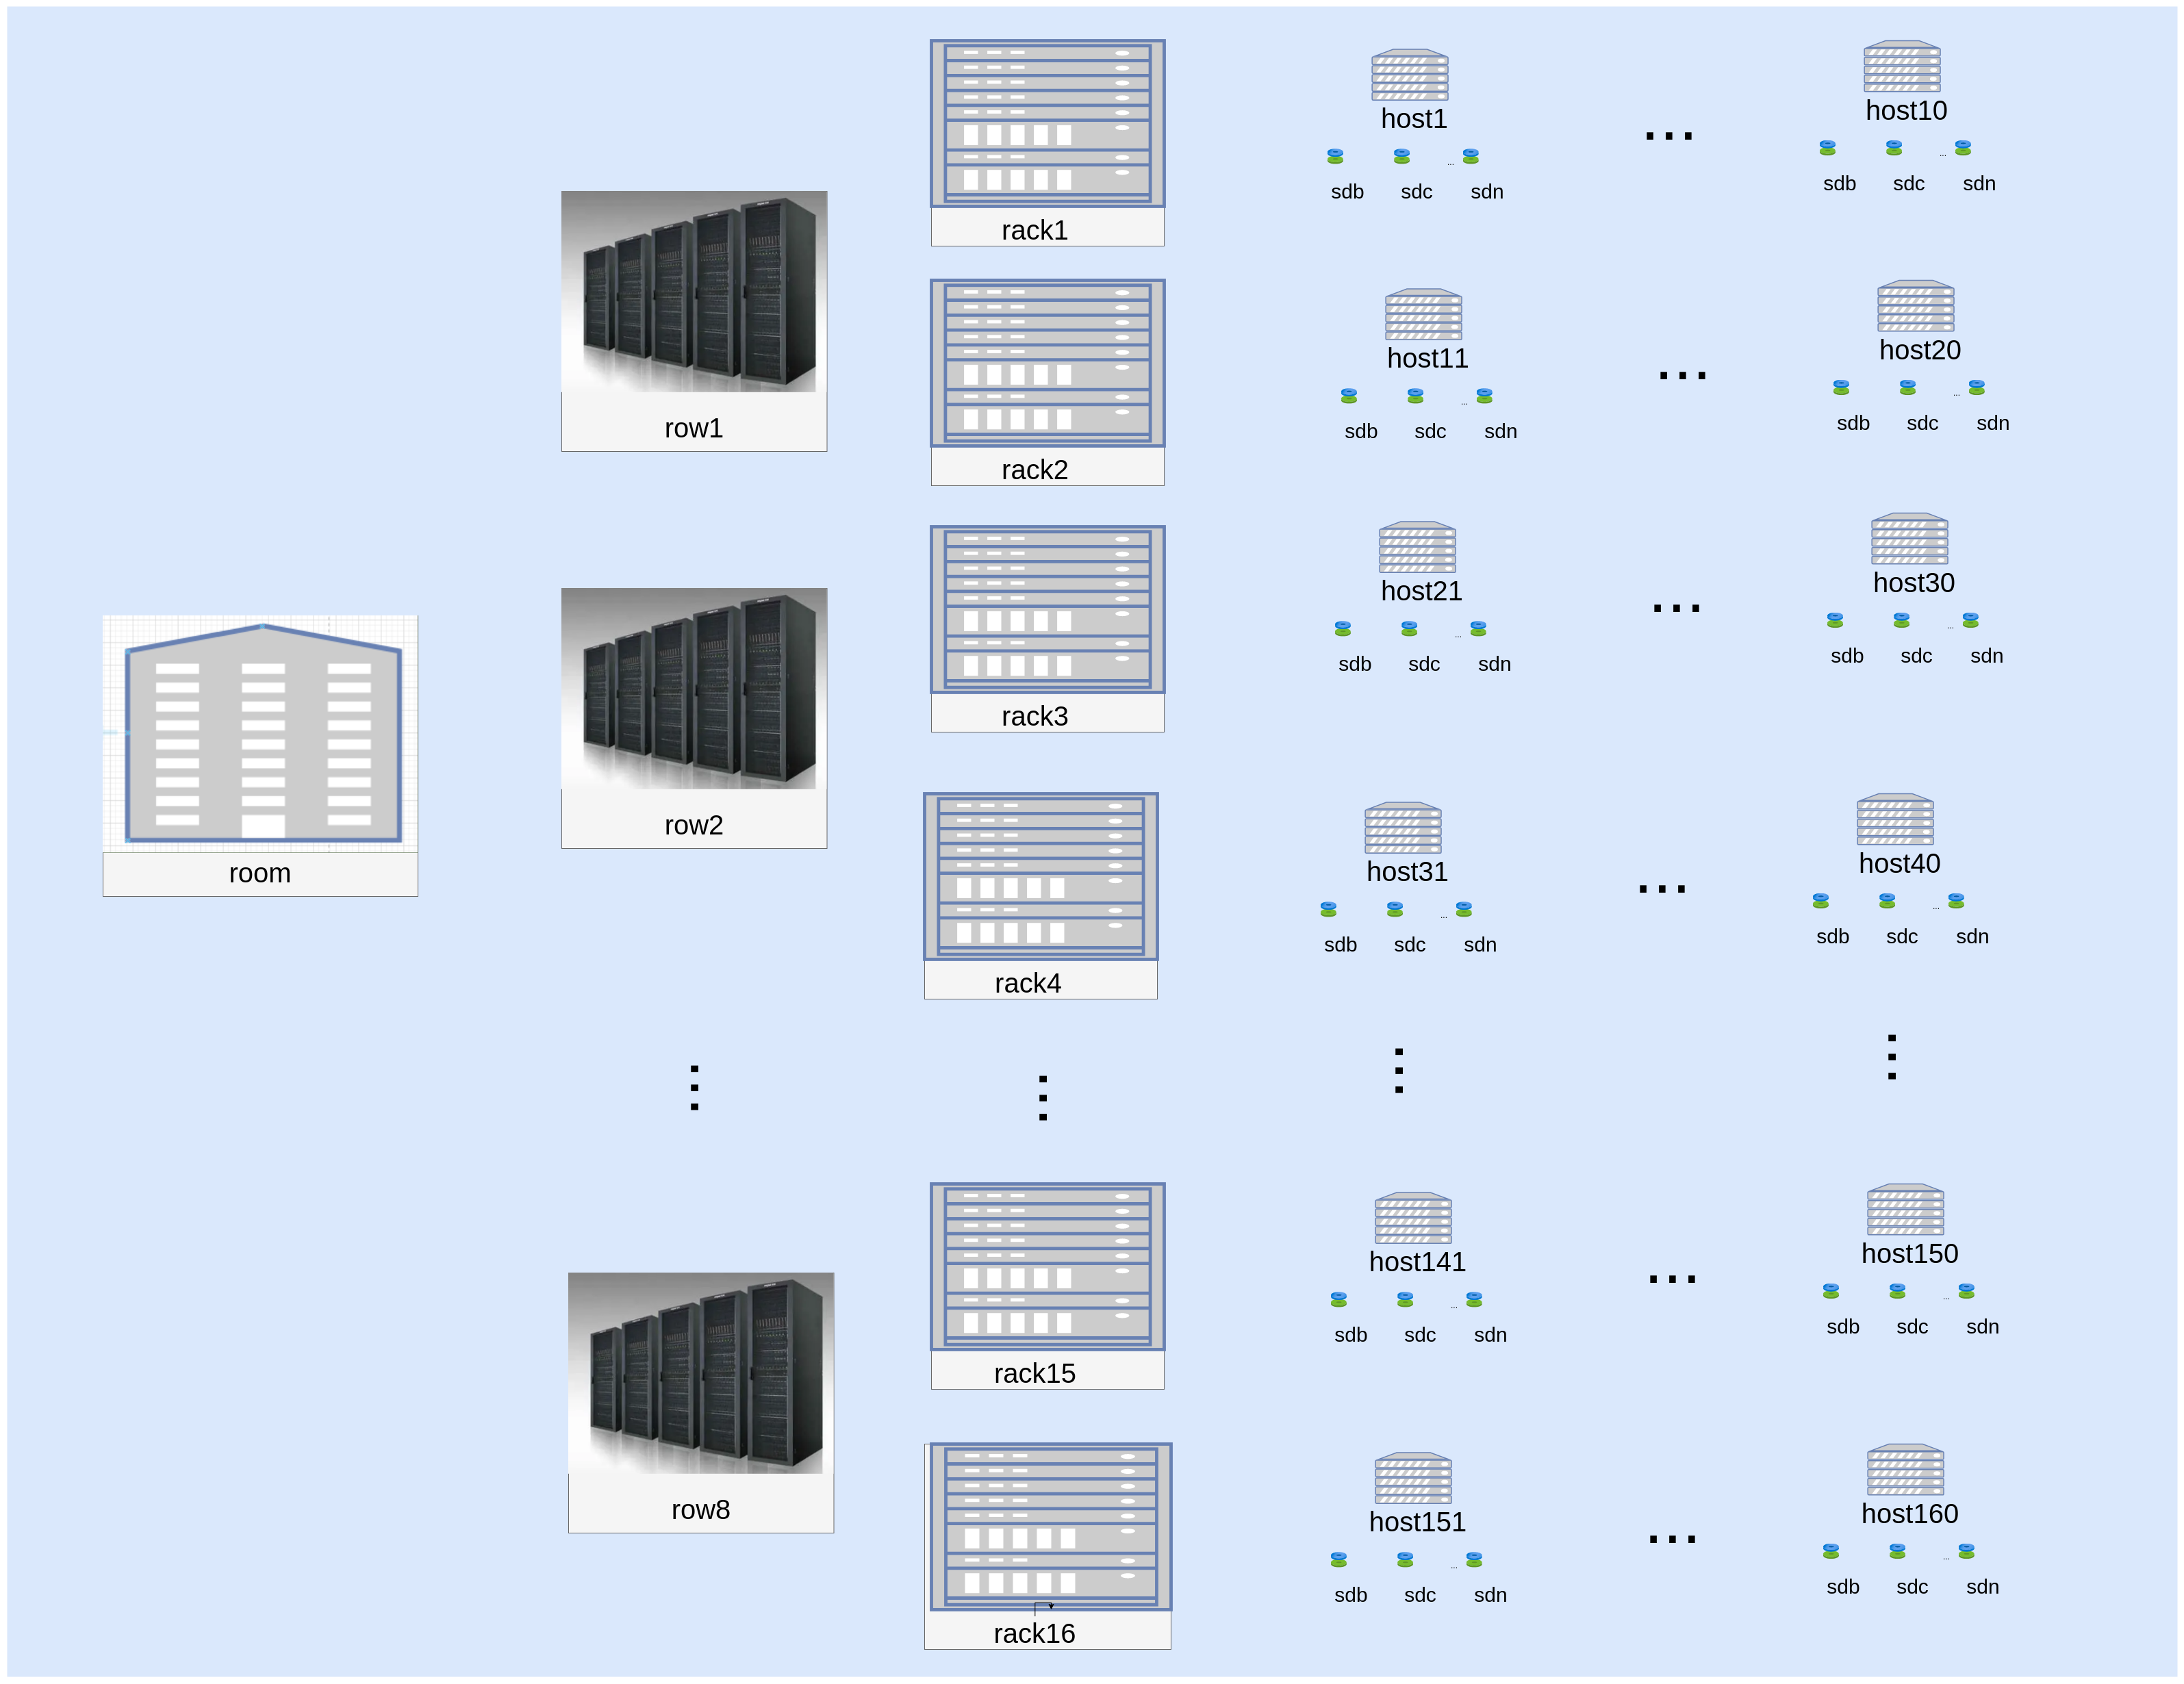 host1
...
host10
sdb sdc ... sdn
sdb sdc ... sdn
rack1
row1
host11
...
host20
sdb sdc ... sdn
sdb sdc ... sdn
rack2
host21
...
host30
sdb sdc ... sdn
sdb sdc ... sdn
rack3
room
row2
host31
...
host40
sdb sdc ... sdn
sdb sdc ... sdn
rack4
...
...
...
...
host141
...
host150
sdb sdc ... sdn
sdb sdc ... sdn
rack15
row8
host151
...
host160
sdb sdc ... sdn
sdb sdc ... sdn
rack16